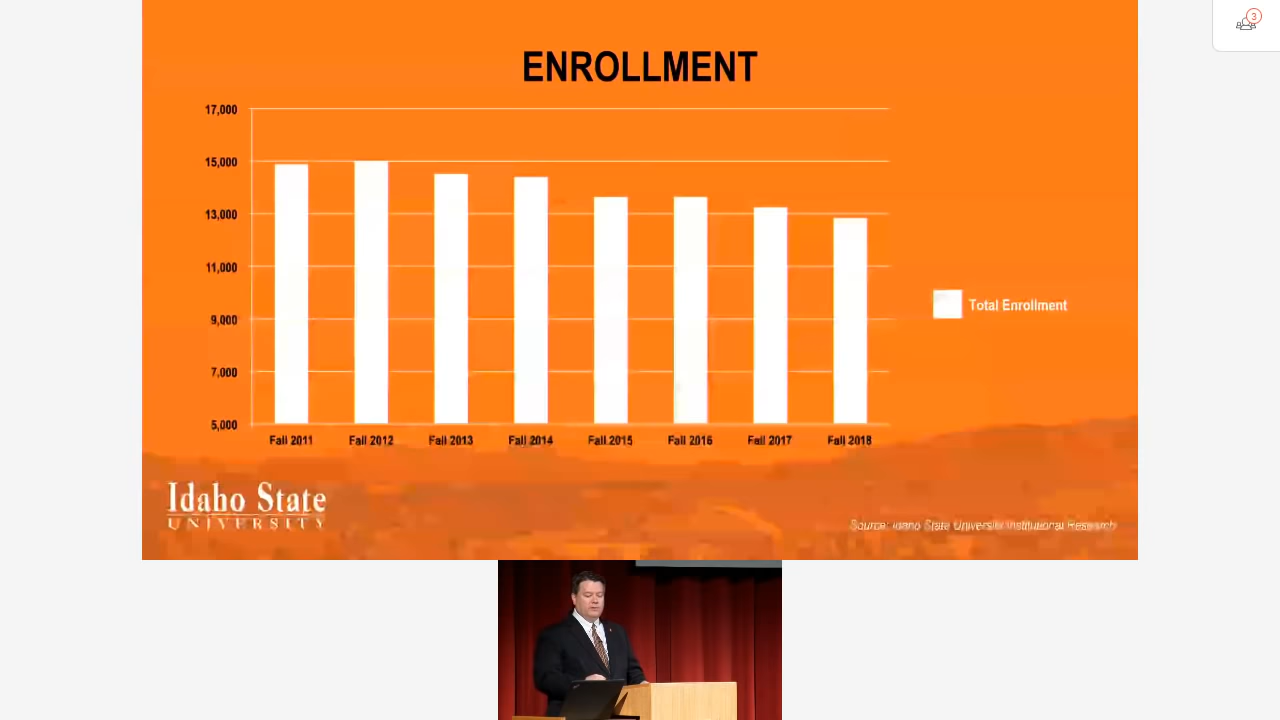 3
ENROLLMENT
17,000
15,000
13,000
11,000
9,000
7,000
5,000
Fall 2011 Fall 2012 Fall 2013 Fall 2014 Fall 2015 Fall 2016 Fall 2017 Fall 2018
Total Enrollment
Idaho State
UNIVERSITY
Source: Idaho State University Institutional Research